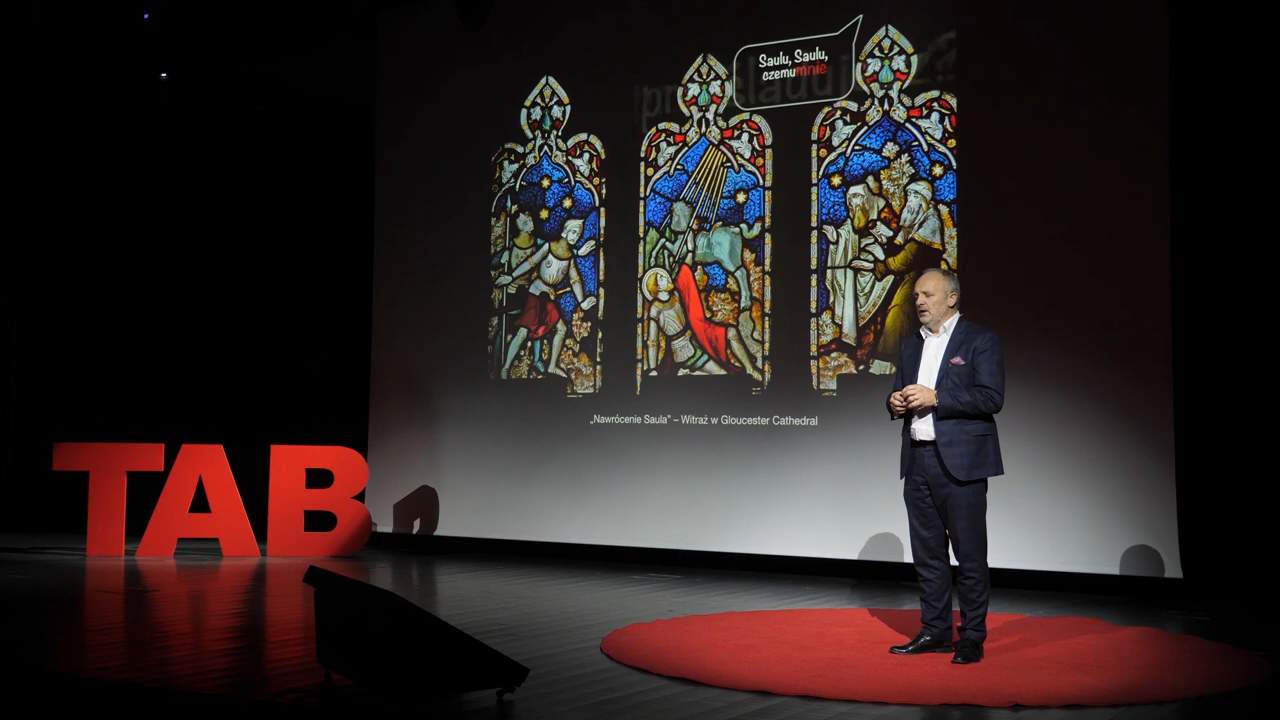 Saulu, Saulu,
czemu mnie
„Nawrócenie Saula” – Witraż w Gloucester Cathedral
TAB